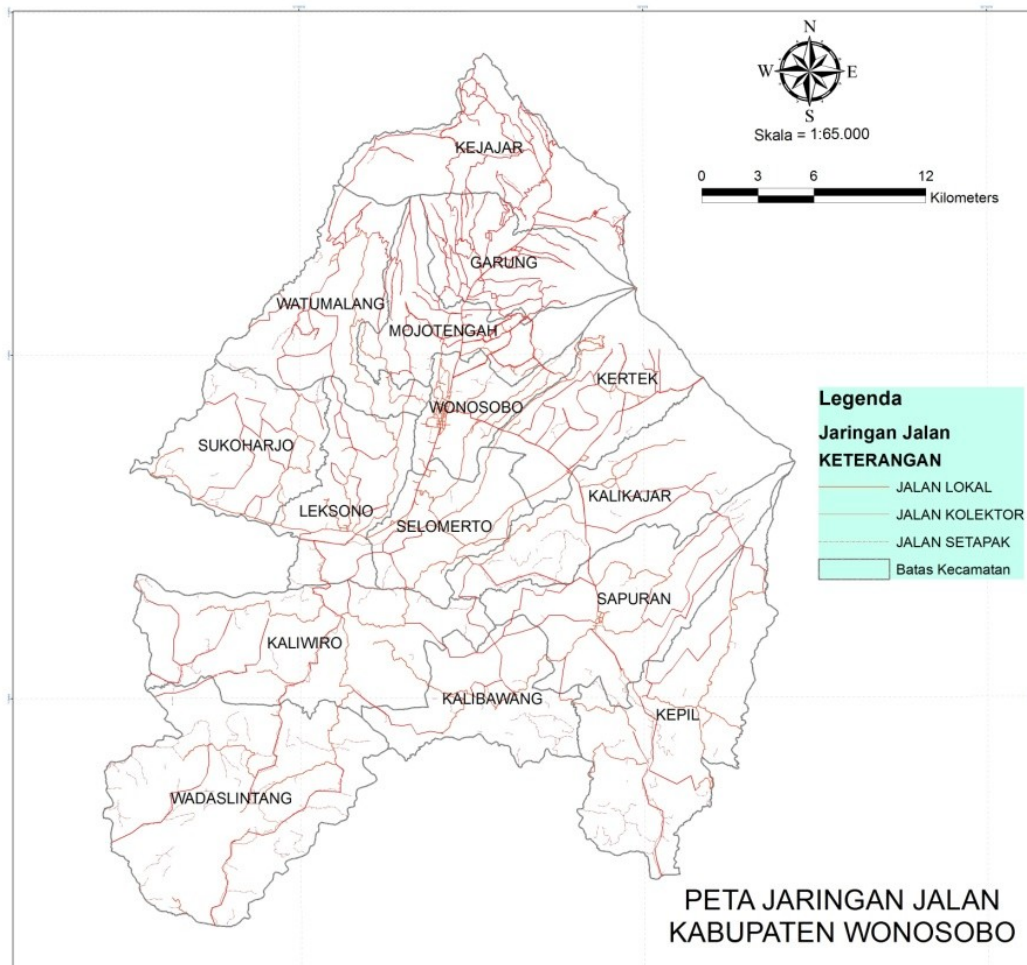 N
W E
S
Skala = 1:65.000
0 3 6 12
Kilometers
KEJAJAR
GARUNG
WATUMALANG
MOJOTENGAH
KERTEK
WONOSOBO
SUKOHARJO
KALIKAJAR
LEKSONO
SELOMERTO
SAPURAN
KALIWIRO
KALIBAWANG
KEPIL
WADASLINTANG
Legenda
Jaringan Jalan
KETERANGAN
JALAN LOKAL
JALAN KOLEKTOR
JALAN SETAPAK
Batas Kecamatan
PETA JARINGAN JALAN
KABUPATEN WONOSOBO